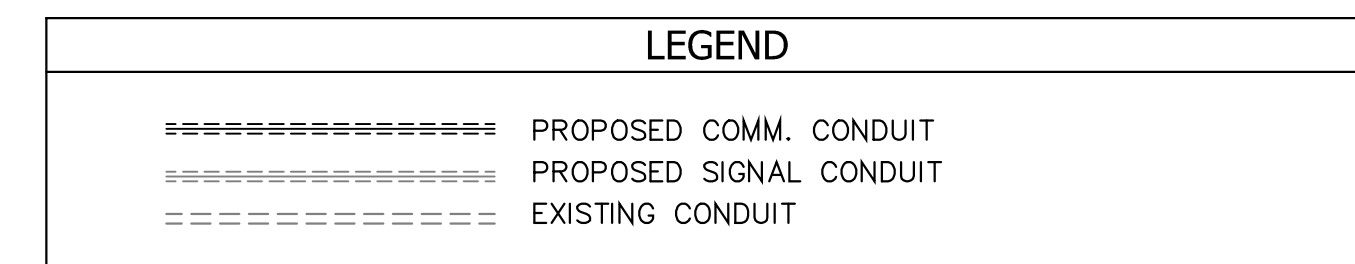 LEGEND
PROPOSED COMM. CONDUIT
PROPOSED SIGNAL CONDUIT
EXISTING CONDUIT